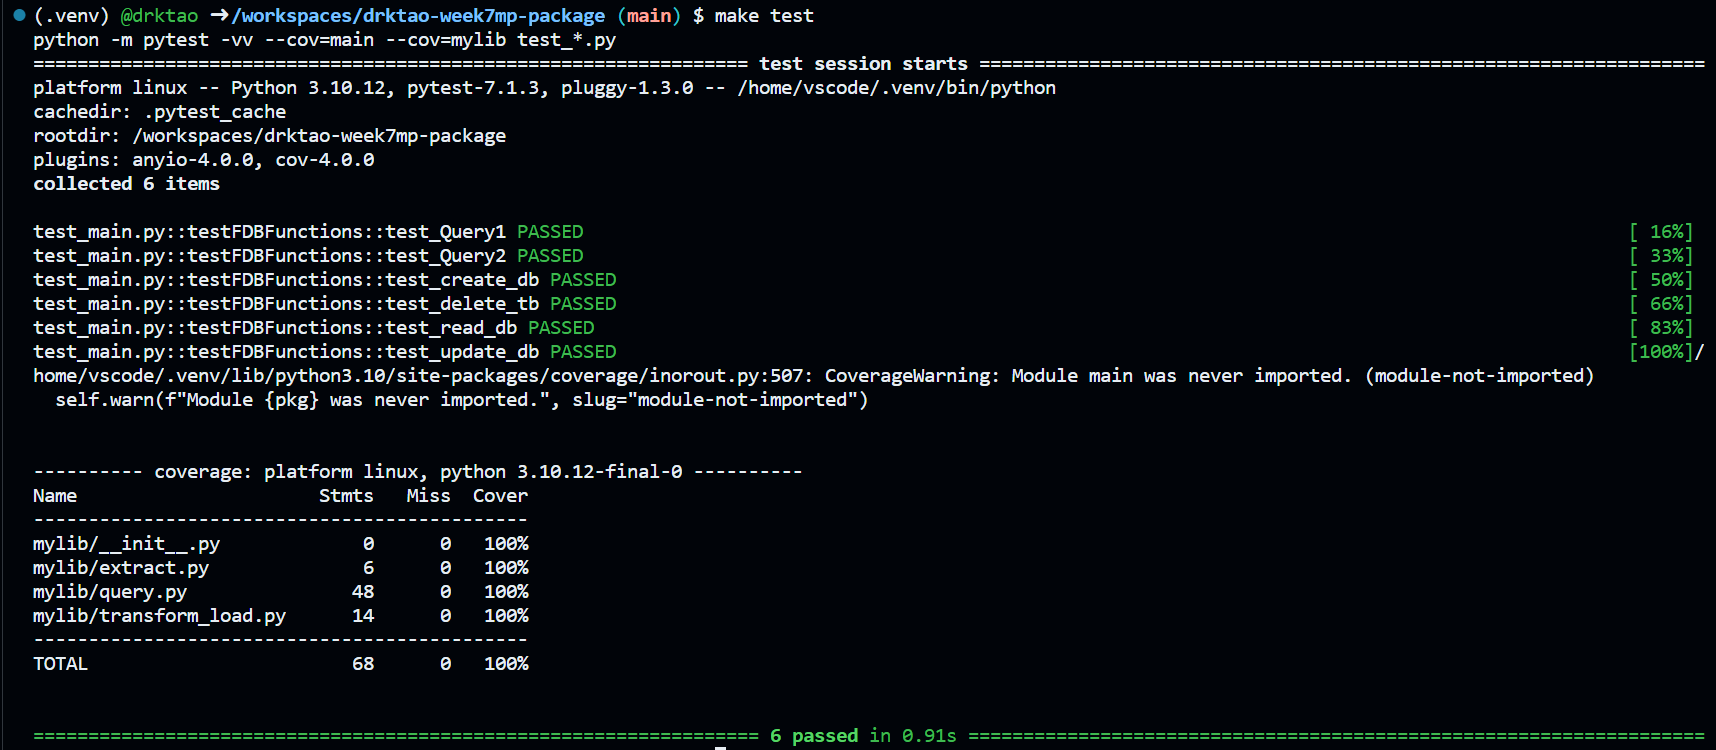 (.venv) @drktao ➜/workspaces/drktao-week7mp-package (main) $ make test
python -m pytest -vv --cov=main --cov=mylib test_*.py
================================================================= test session starts ==================================================================
platform linux -- Python 3.10.12, pytest-7.1.3, pluggy-1.3.0 -- /home/vscode/.venv/bin/python
cachedir: .pytest_cache
rootdir: /workspaces/drktao-week7mp-package
plugins: anyio-4.0.0, cov-4.0.0
collected 6 items
test_main.py::testFDBFunctions::test_Query1 PASSED [ 16%]
test_main.py::testFDBFunctions::test_Query2 PASSED [ 33%]
test_main.py::testFDBFunctions::test_create_db PASSED [ 50%]
test_main.py::testFDBFunctions::test_delete_tb PASSED [ 66%]
test_main.py::testFDBFunctions::test_read_db PASSED [ 83%]
test_main.py::testFDBFunctions::test_update_db PASSED [100%]/
home/vscode/.venv/lib/python3.10/site-packages/coverage/inorout.py:507: CoverageWarning: Module main was never imported. (module-not-imported)
  self.warn(f"Module {pkg} was never imported.", slug="module-not-imported")
---------- coverage: platform linux, python 3.10.12-final-0 ----------
Name                      Stmts   Miss  Cover
---------------------------------------------
mylib/__init__.py             0      0   100%
mylib/extract.py              6      0   100%
mylib/query.py               48      0   100%
mylib/transform_load.py      14      0   100%
---------------------------------------------
TOTAL                        68      0   100%
================================================================== 6 passed in 0.91s ===================================================================